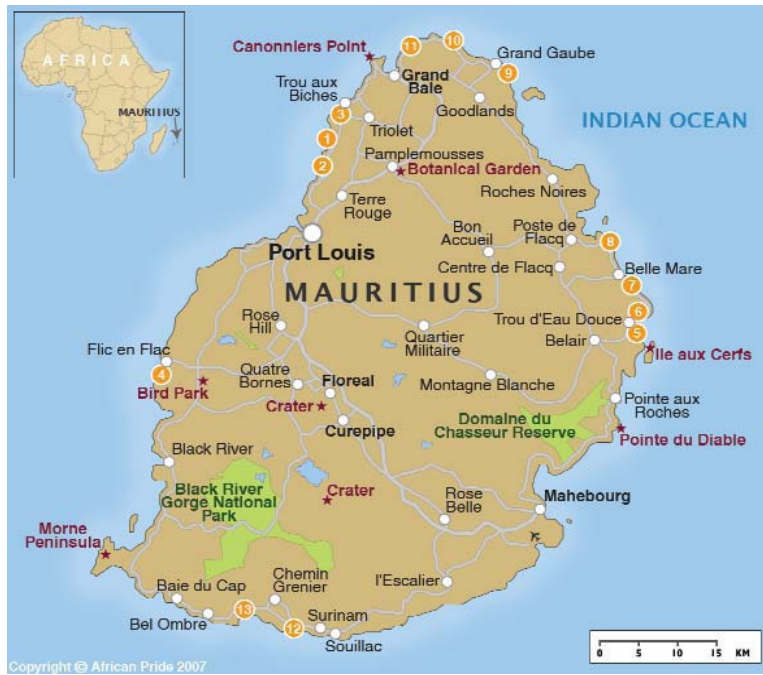 AFRICA
MAURITIUS
Canonniers Point
11
10
Grand Gaube
9
Grand
Baie
Trou aux
Biches
3
Goodlands
INDIAN OCEAN
Triolet
1
2
Pamplemousses
Botanical Garden
Roches Noires
Terre
Rouge
Bon
Accueil
Poste de
Flacq
8
Port Louis
Centre de Flacq
Belle Mare
7
MAURITIUS
6
Rose
Hill
Trou d'Eau Douce
5
Quartier
Militaire
Belair
Flic en Flac
4
Ile aux Cerfs
Bird Park
Quatre
Bornes
Floreal
Montagne Blanche
Crater
Pointe aux
Roches
Curepipe
Domaine du
Chasseur Reserve
Pointe du Diable
Black River
Black River
Gorge National
Park
Crater
Rose
Belle
Mahebourg
Morne
Peninsula
Baie du Cap
Chemin
Grenier
l'Escalier
13
Bel Ombre
12
Surinam
Souillac
0 5 10 15 KM
Copyright @ African Pride 2007